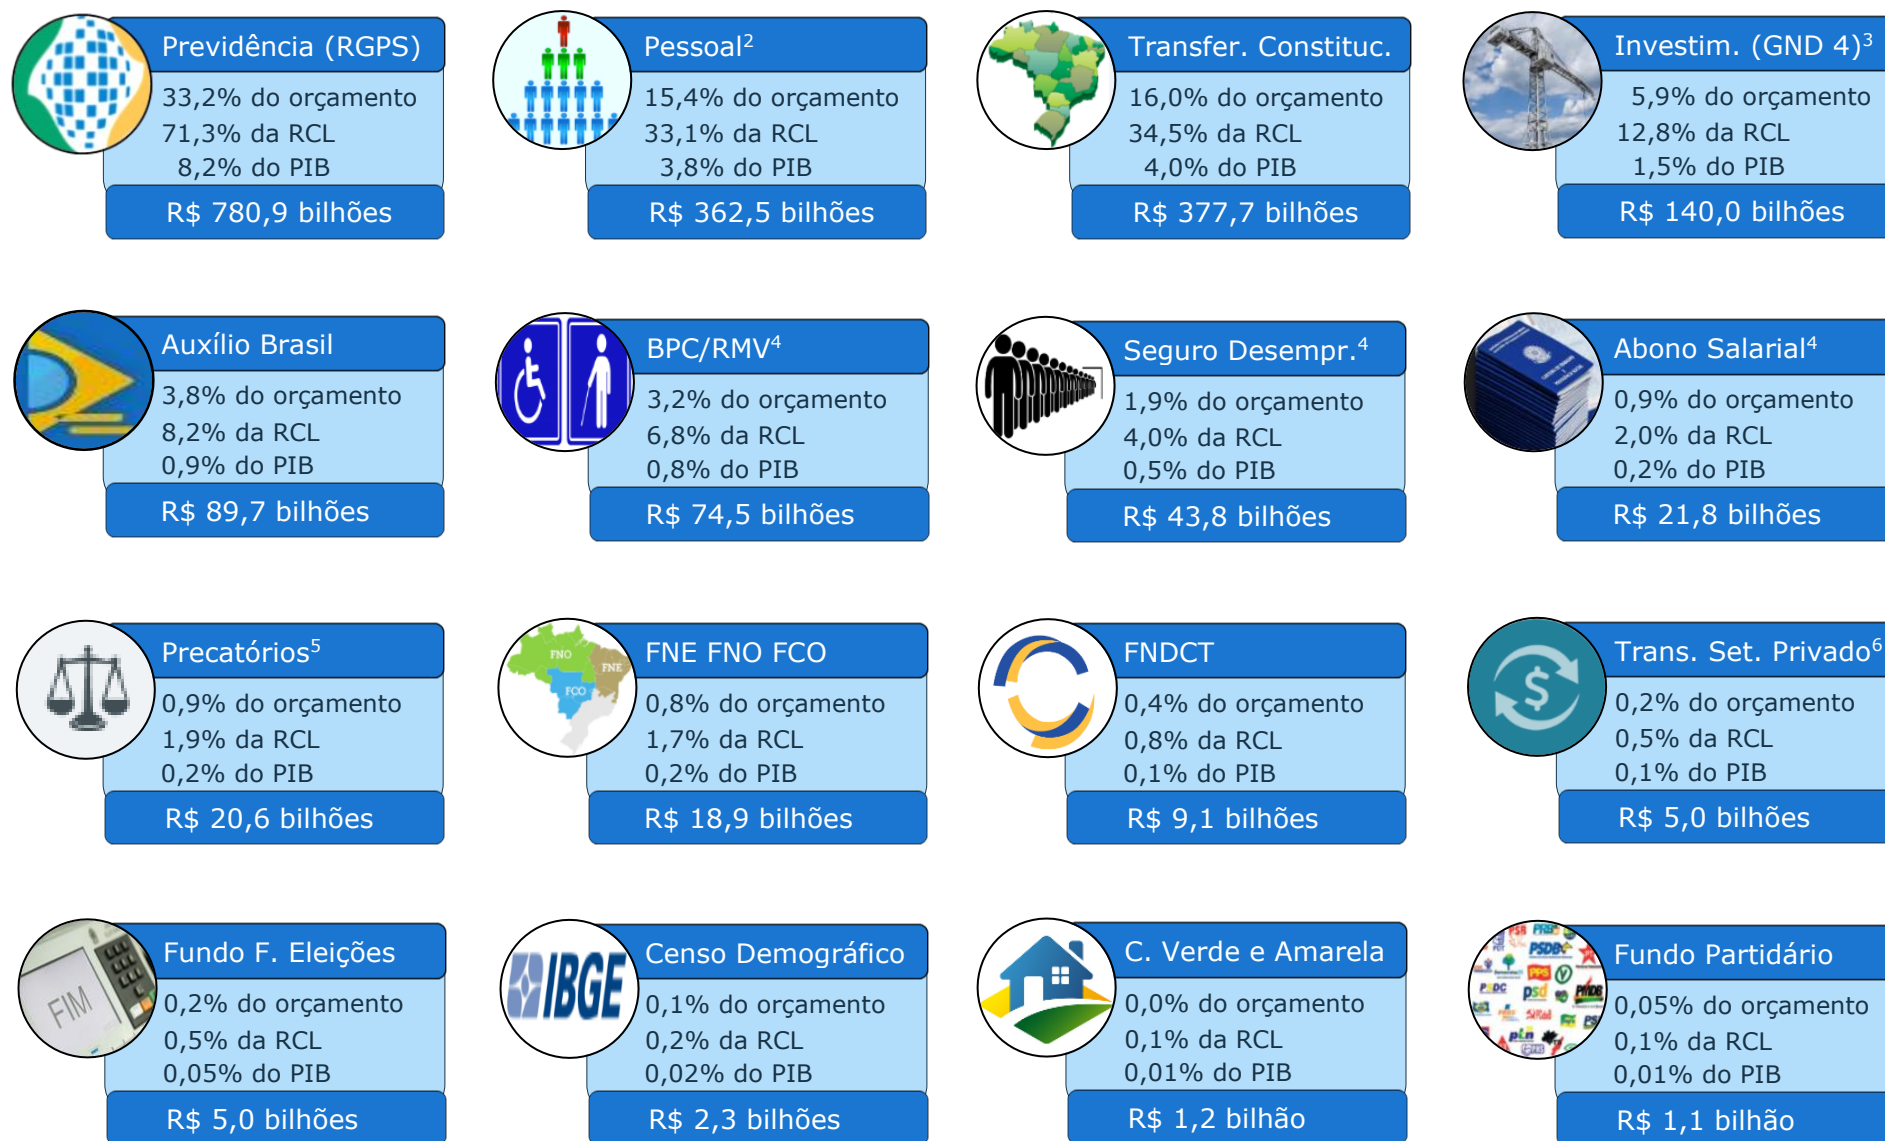 Previdência (RGPS)
33,2% do orçamento
71,3% da RCL
8,2% do PIB
R$ 780,9 bilhões
Pessoal²
15,4% do orçamento
33,1% da RCL
3,8% do PIB
R$ 362,5 bilhões
Transfer. Constituc.
16,0% do orçamento
34,5% da RCL
4,0% do PIB
R$ 377,7 bilhões
Investim. (GND 4)³
5,9% do orçamento
12,8% da RCL
1,5% do PIB
R$ 140,0 bilhões
Auxílio Brasil
3,8% do orçamento
8,2% da RCL
0,9% do PIB
R$ 89,7 bilhões
BPC/RMV⁴
3,2% do orçamento
6,8% da RCL
0,8% do PIB
R$ 74,5 bilhões
Seguro Desempr.⁴
1,9% do orçamento
4,0% da RCL
0,5% do PIB
R$ 43,8 bilhões
Abono Salarial⁴
0,9% do orçamento
2,0% da RCL
0,2% do PIB
R$ 21,8 bilhões
Precatórios⁵
0,9% do orçamento
1,9% da RCL
0,2% do PIB
R$ 20,6 bilhões
FNO
FNE
FCO
FNE FNO FCO
0,8% do orçamento
1,7% da RCL
0,2% do PIB
R$ 18,9 bilhões
FNDCT
0,4% do orçamento
0,8% da RCL
0,1% do PIB
R$ 9,1 bilhões
$
Trans. Set. Privado⁶
0,2% do orçamento
0,5% da RCL
0,1% do PIB
R$ 5,0 bilhões
FIM
Fundo F. Eleições
0,2% do orçamento
0,5% da RCL
0,05% do PIB
R$ 5,0 bilhões
IBGE
Censo Demográfico
0,1% do orçamento
0,2% da RCL
0,02% do PIB
R$ 2,3 bilhões
C. Verde e Amarela
0,0% do orçamento
0,1% da RCL
0,01% do PIB
R$ 1,2 bilhão
PSB
PRB
PSDB
PPS
V
PSDC
psd
PMDB
Fundo Partidário
0,05% do orçamento
0,1% da RCL
0,01% do PIB
R$ 1,1 bilhão